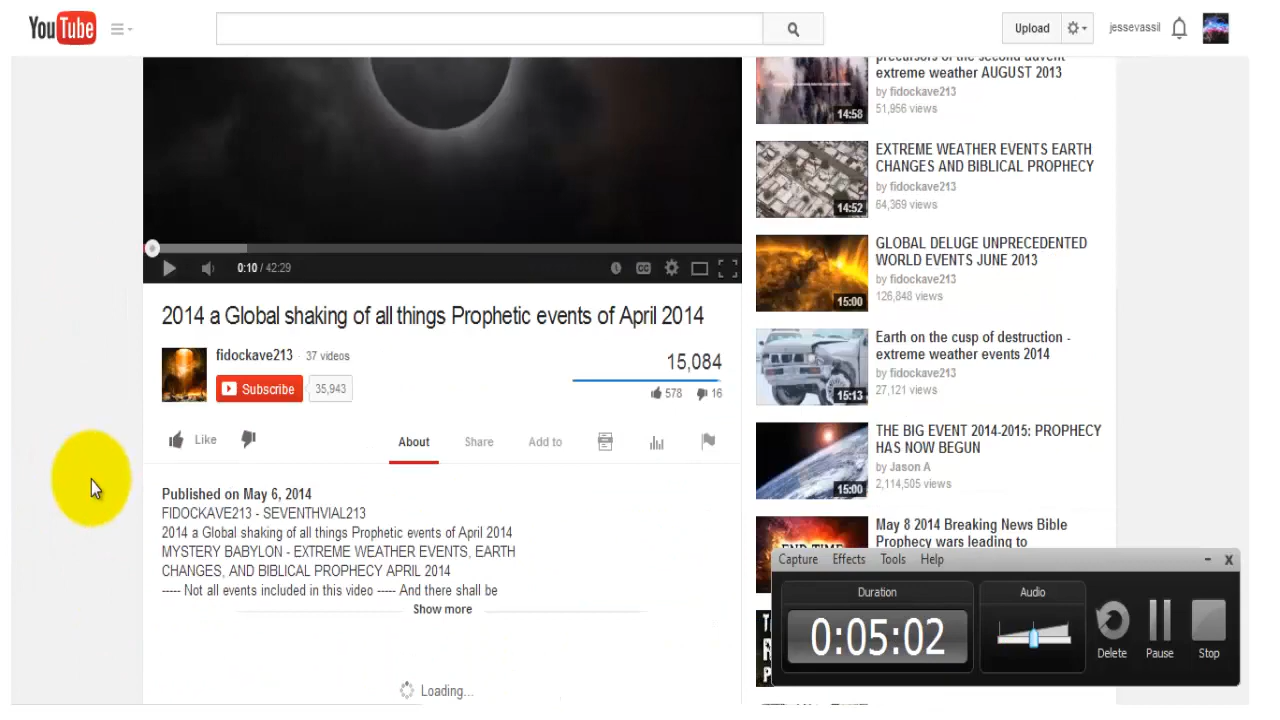 YouTube
Upload
jessevassil
precursors of the second advent
extreme weather AUGUST 2013
by fidockave213
51,956 views
14:58
EXTREME WEATHER EVENTS EARTH
CHANGES AND BIBLICAL PROPHECY
by fidockave213
64,369 views
14:52
GLOBAL DELUGE UNPRECEDENTED
WORLD EVENTS JUNE 2013
by fidockave213
126,848 views
15:00
Earth on the cusp of destruction -
extreme weather events 2014
by fidockave213
27,121 views
15:13
THE BIG EVENT 2014-2015: PROPHECY
HAS NOW BEGUN
by Jason A
2,114,505 views
15:00
May 8 2014 Breaking News Bible
Prophecy wars leading to
END TIME
0:10 / 42:29
CC
2014 a Global shaking of all things Prophetic events of April 2014
fidockave213 · 37 videos
Subscribe 35,943
15,084
578 16
Like
About Share Add to
Published on May 6, 2014
FIDOCKAVE213 - SEVENTHVIAL213
2014 a Global shaking of all things Prophetic events of April 2014
MYSTERY BABYLON - EXTREME WEATHER EVENTS, EARTH
CHANGES, AND BIBLICAL PROPHECY APRIL 2014
----- Not all events included in this video ----- And there shall be
Show more
Loading...
Capture Effects Tools Help
Duration
0:05:02
Audio
Delete Pause Stop